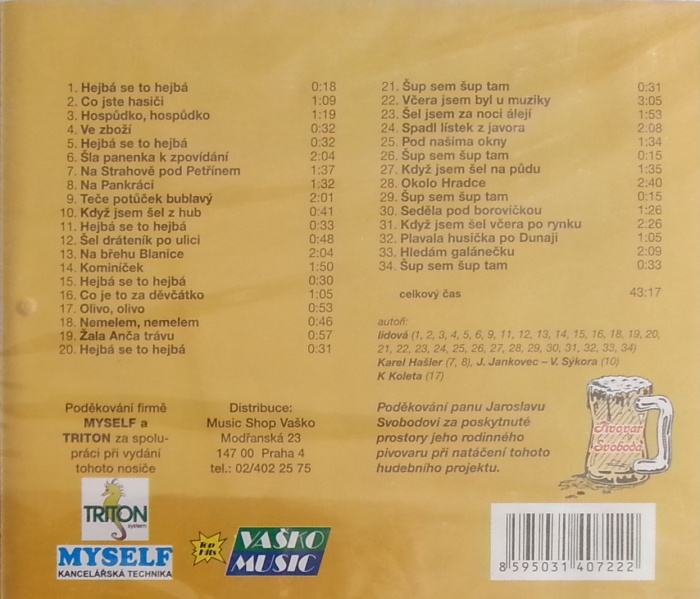 1. Hejbá se to hejbá 0:18
2. Co jste hasiči 1:09
3. Hospůdko, hospůdko 1:19
4. Ve zboží 0:32
5. Hejbá se to hejbá 0:32
6. Šla panenka k zpovídání 2:04
7. Na Strahově pod Petřínem 1:37
8. Na Pankráci 1:32
9. Teče potůček bublavý 2:01
10. Když jsem šel z hub 0:41
11. Hejbá se to hejbá 0:33
12. Šel dráteník po ulici 0:48
13. Na břehu Blanice 2:04
14. Kominíček 1:50
15. Hejbá se to hejbá 0:30
16. Co je to za děvčátko 1:05
17. Olivo, olivo 0:53
18. Nemelem, nemelem 0:46
19. Žala Anča trávu 0:57
20. Hejbá se to hejbá 0:31
21. Šup sem šup tam 0:31
22. Včera jsem byl u muziky 3:05
23. Šel jsem za noci álejí 1:53
24. Spadl lístek z javora 2:08
25. Pod našima okny 1:34
26. Šup sem šup tam 0:15
27. Když jsem šel na půdu 1:35
28. Okolo Hradce 2:40
29. Šup sem šup tam 0:15
30. Seděla pod borovičkou 1:26
31. Když jsem šel včera po rynku 2:26
32. Plavala husička po Dunaji 1:05
33. Hledám galánečku 2:09
34. Šup sem šup tam 0:33
celkový čas 43:17
autoři:
lidová (1, 2, 3, 4, 5, 6, 9, 11, 12, 13, 14, 15, 16, 18, 19, 20,
21, 22, 23, 24, 25, 26, 27, 28, 29, 30, 31, 32, 33, 34)
Karel Hašler (7, 8), J. Jankovec – V. Sýkora (10)
K Koleta (17)
Poděkování firmě
MYSELF a
TRITON za spolu-
práci při vydání
tohoto nosiče
Distribuce:
Music Shop Vaško
Modřanská 23
147 00 Praha 4
tel.: 02/402 25 75
Poděkování panu Jaroslavu
Svobodovi za poskytnuté
prostory jeho rodinného
pivovaru při natáčení tohoto
hudebního projektu.
Pivovar
Svoboda
TRITON
system
MYSELF
KANCELÁŘSKÁ TECHNIKA
Top
Hits
VAŠKO
MUSIC
8 595031 407222